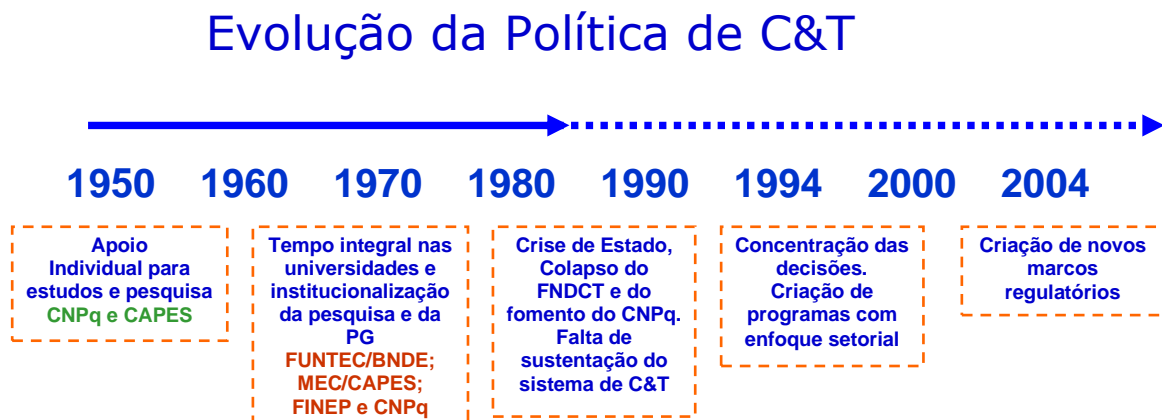 Evolução da Política de C&T
1950 1960 1970 1980 1990 1994 2000 2004
Apoio
Individual para
estudos e pesquisa
CNPq e CAPES
Tempo integral nas
universidades e
institucionalização
da pesquisa e da
PG
FUNTEC/BNDE;
MEC/CAPES;
FINEP e CNPq
Crise de Estado,
Colapso do
FNDCT e do
fomento do CNPq.
Falta de
sustentação do
sistema de C&T
Concentração das
decisões.
Criação de
programas com
enfoque setorial
Criação de novos
marcos
regulatórios